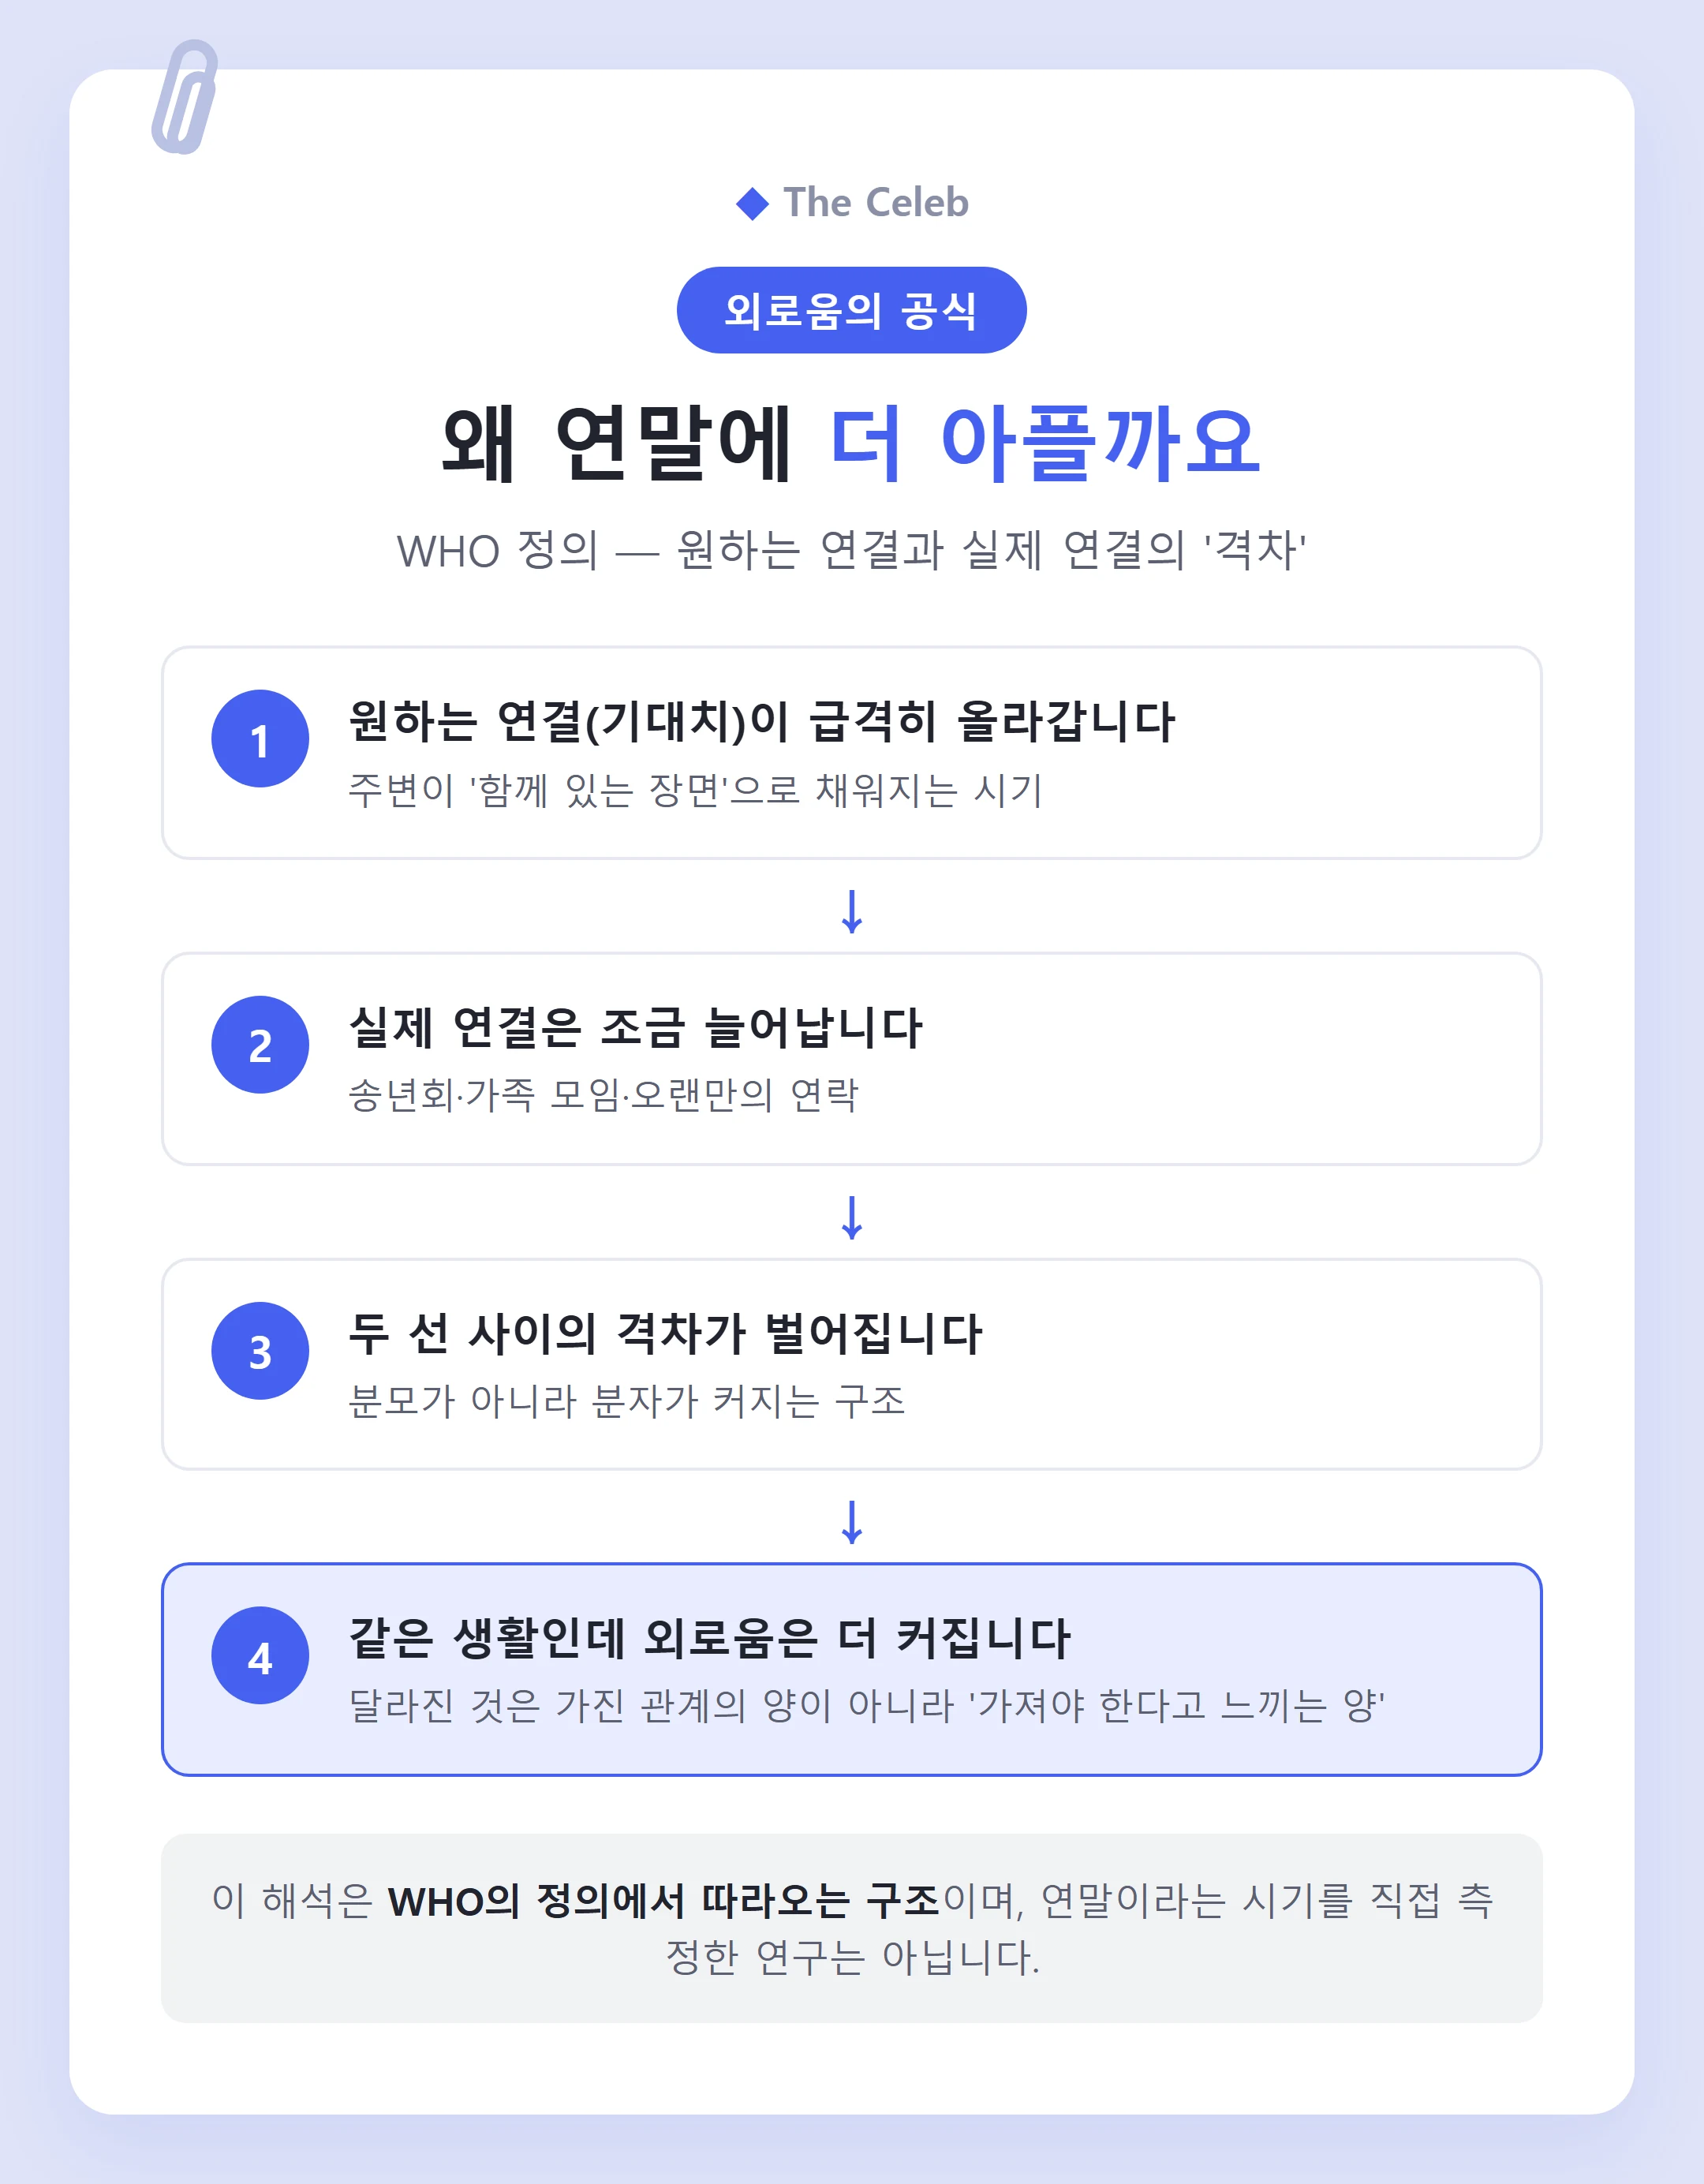 ◆ The Celeb
외로움의 공식
왜 연말에 더 아플까요
WHO 정의 — 원하는 연결과 실제 연결의 '격차'
1
원하는 연결(기대치)이 급격히 올라갑니다
주변이 '함께 있는 장면'으로 채워지는 시기
↓
2
실제 연결은 조금 늘어납니다
송년회·가족 모임·오랜만의 연락
↓
3
두 선 사이의 격차가 벌어집니다
분모가 아니라 분자가 커지는 구조
↓
4
같은 생활인데 외로움은 더 커집니다
달라진 것은 가진 관계의 양이 아니라 '가져야 한다고 느끼는 양'
이 해석은 WHO의 정의에서 따라오는 구조이며, 연말이라는 시기를 직접 측
정한 연구는 아닙니다.